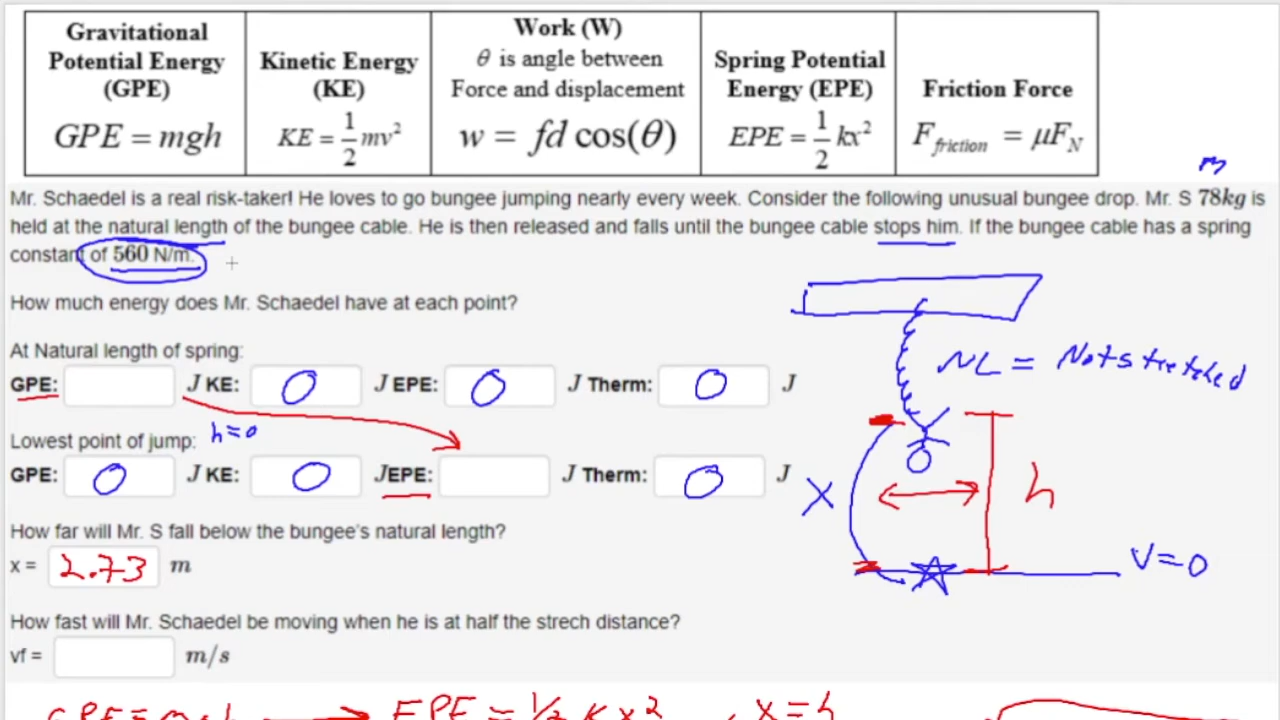 Gravitational Potential Energy (GPE)
GPE = mgh
Kinetic Energy (KE)
KE = 1/2 mv²
Work (W)
θ is angle between
Force and displacement
w = fd cos(θ)
Spring Potential Energy (EPE)
EPE = 1/2 kx²
Friction Force
F_friction = μF_N
m
Mr. Schaedel is a real risk-taker! He loves to go bungee jumping nearly every week. Consider the following unusual bungee drop. Mr. S 78kg is
held at the natural length of the bungee cable. He is then released and falls until the bungee cable stops him. If the bungee cable has a spring
constant of 560 N/m.
How much energy does Mr. Schaedel have at each point?
At Natural length of spring:
NL = Not stretched
GPE: J KE: 0 J EPE: 0 J Therm: 0 J
Lowest point of jump: h=0
GPE: 0 J KE: 0 J EPE: J Therm: 0 J
x
h
How far will Mr. S fall below the bungee's natural length?
x = 2.73 m
v=0
How fast will Mr. Schaedel be moving when he is at half the strech distance?
vf = m/s
GPE = mgh → EPE = 1/2 k x² , x=h